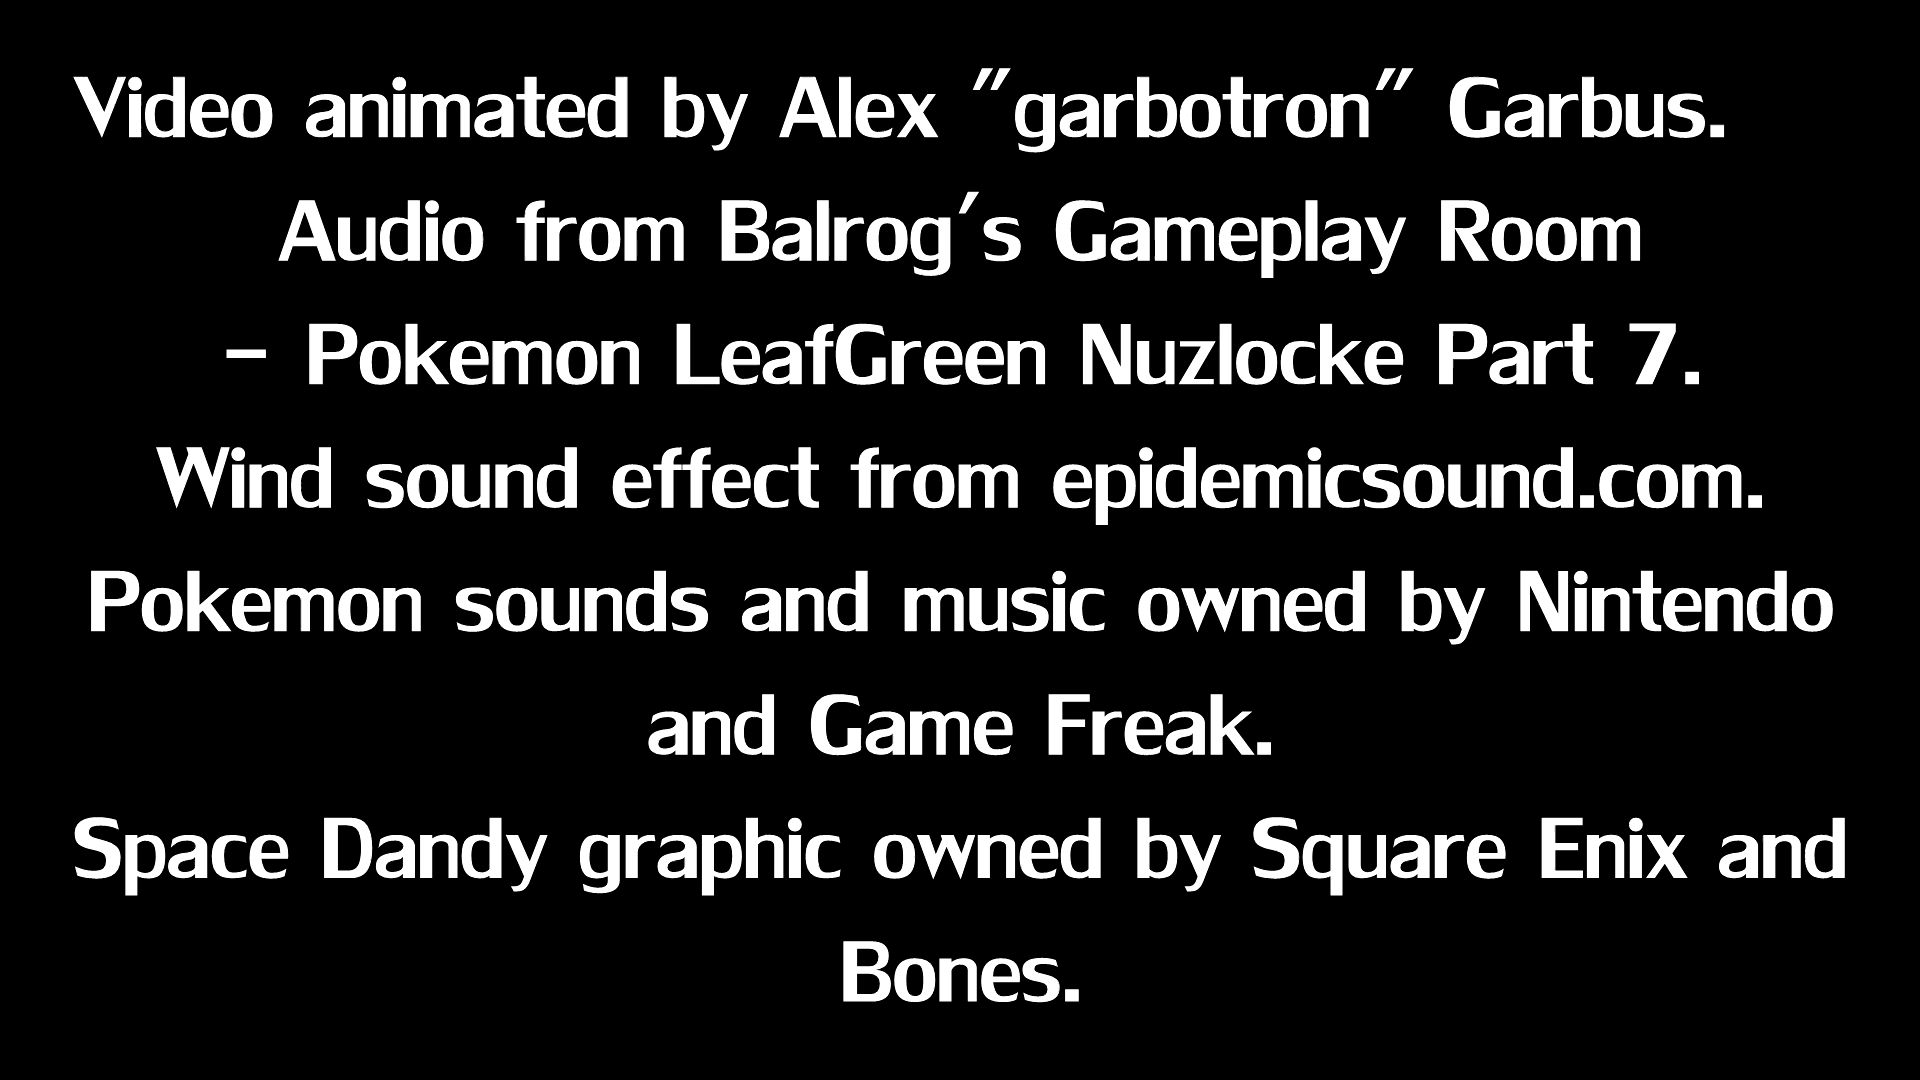 Video animated by Alex "garbotron" Garbus.
Audio from Balrog's Gameplay Room
- Pokemon LeafGreen Nuzlocke Part 7.
Wind sound effect from epidemicsound.com.
Pokemon sounds and music owned by Nintendo
and Game Freak.
Space Dandy graphic owned by Square Enix and
Bones.